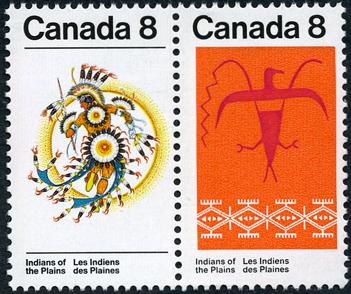 Canada 8
Indians of Les Indiens
the Plains des Plaines
Canada 8
Indians of Les Indiens
the Plains des Plaines